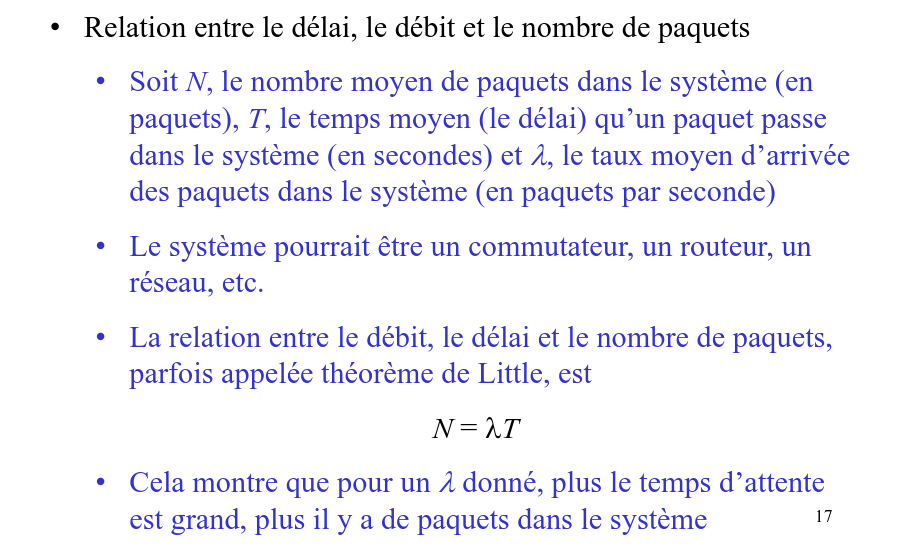 • Relation entre le délai, le débit et le nombre de paquets
• Soit N, le nombre moyen de paquets dans le système (en
paquets), T, le temps moyen (le délai) qu’un paquet passe
dans le système (en secondes) et λ, le taux moyen d’arrivée
des paquets dans le système (en paquets par seconde)
• Le système pourrait être un commutateur, un routeur, un
réseau, etc.
• La relation entre le débit, le délai et le nombre de paquets,
parfois appelée théorème de Little, est
N = λT
• Cela montre que pour un λ donné, plus le temps d’attente
est grand, plus il y a de paquets dans le système
17